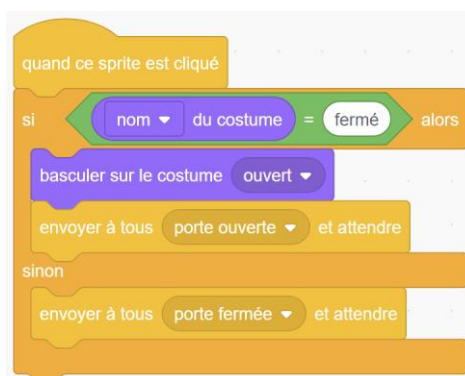 quand ce sprite est cliqué
si nom du costume = fermé alors
basculer sur le costume ouvert
envoyer à tous porte ouverte et attendre
sinon
envoyer à tous porte fermée et attendre